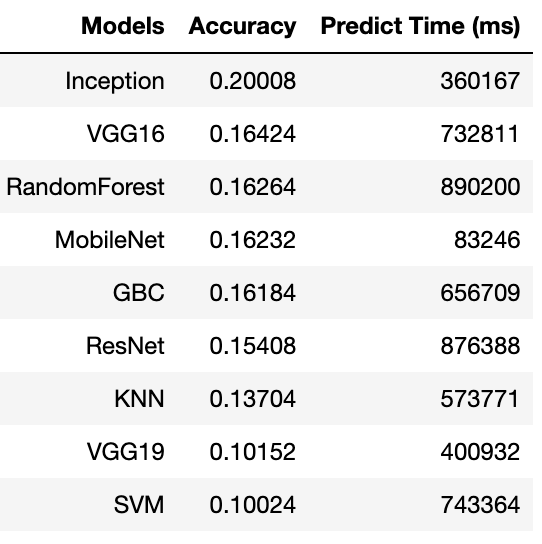 Models Accuracy Predict Time (ms)
Inception 0.20008 360167
VGG16 0.16424 732811
RandomForest 0.16264 890200
MobileNet 0.16232 83246
GBC 0.16184 656709
ResNet 0.15408 876388
KNN 0.13704 573771
VGG19 0.10152 400932
SVM 0.10024 743364